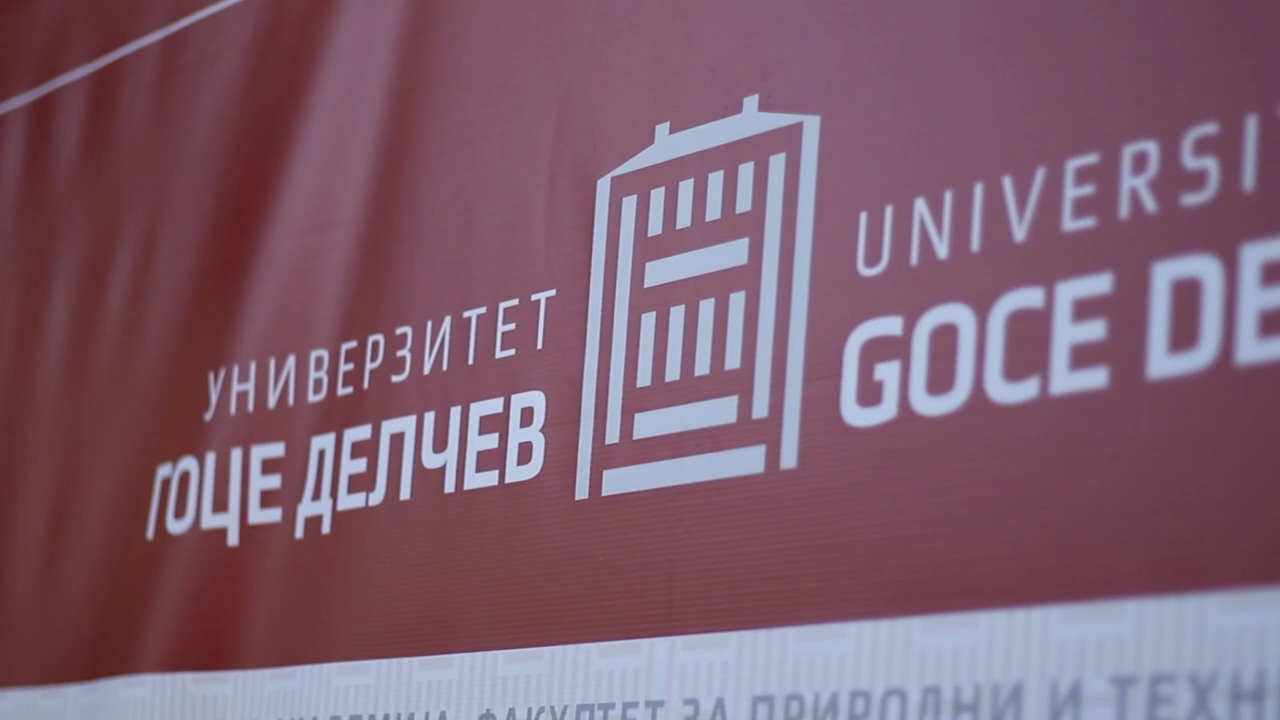 УНИВЕРЗИТЕТ
ГОЦЕ ДЕЛЧЕВ
UNIVERSI
GOCE DE
ФАКУЛТЕТ ЗА ПРИРОДНИ И ТЕХН